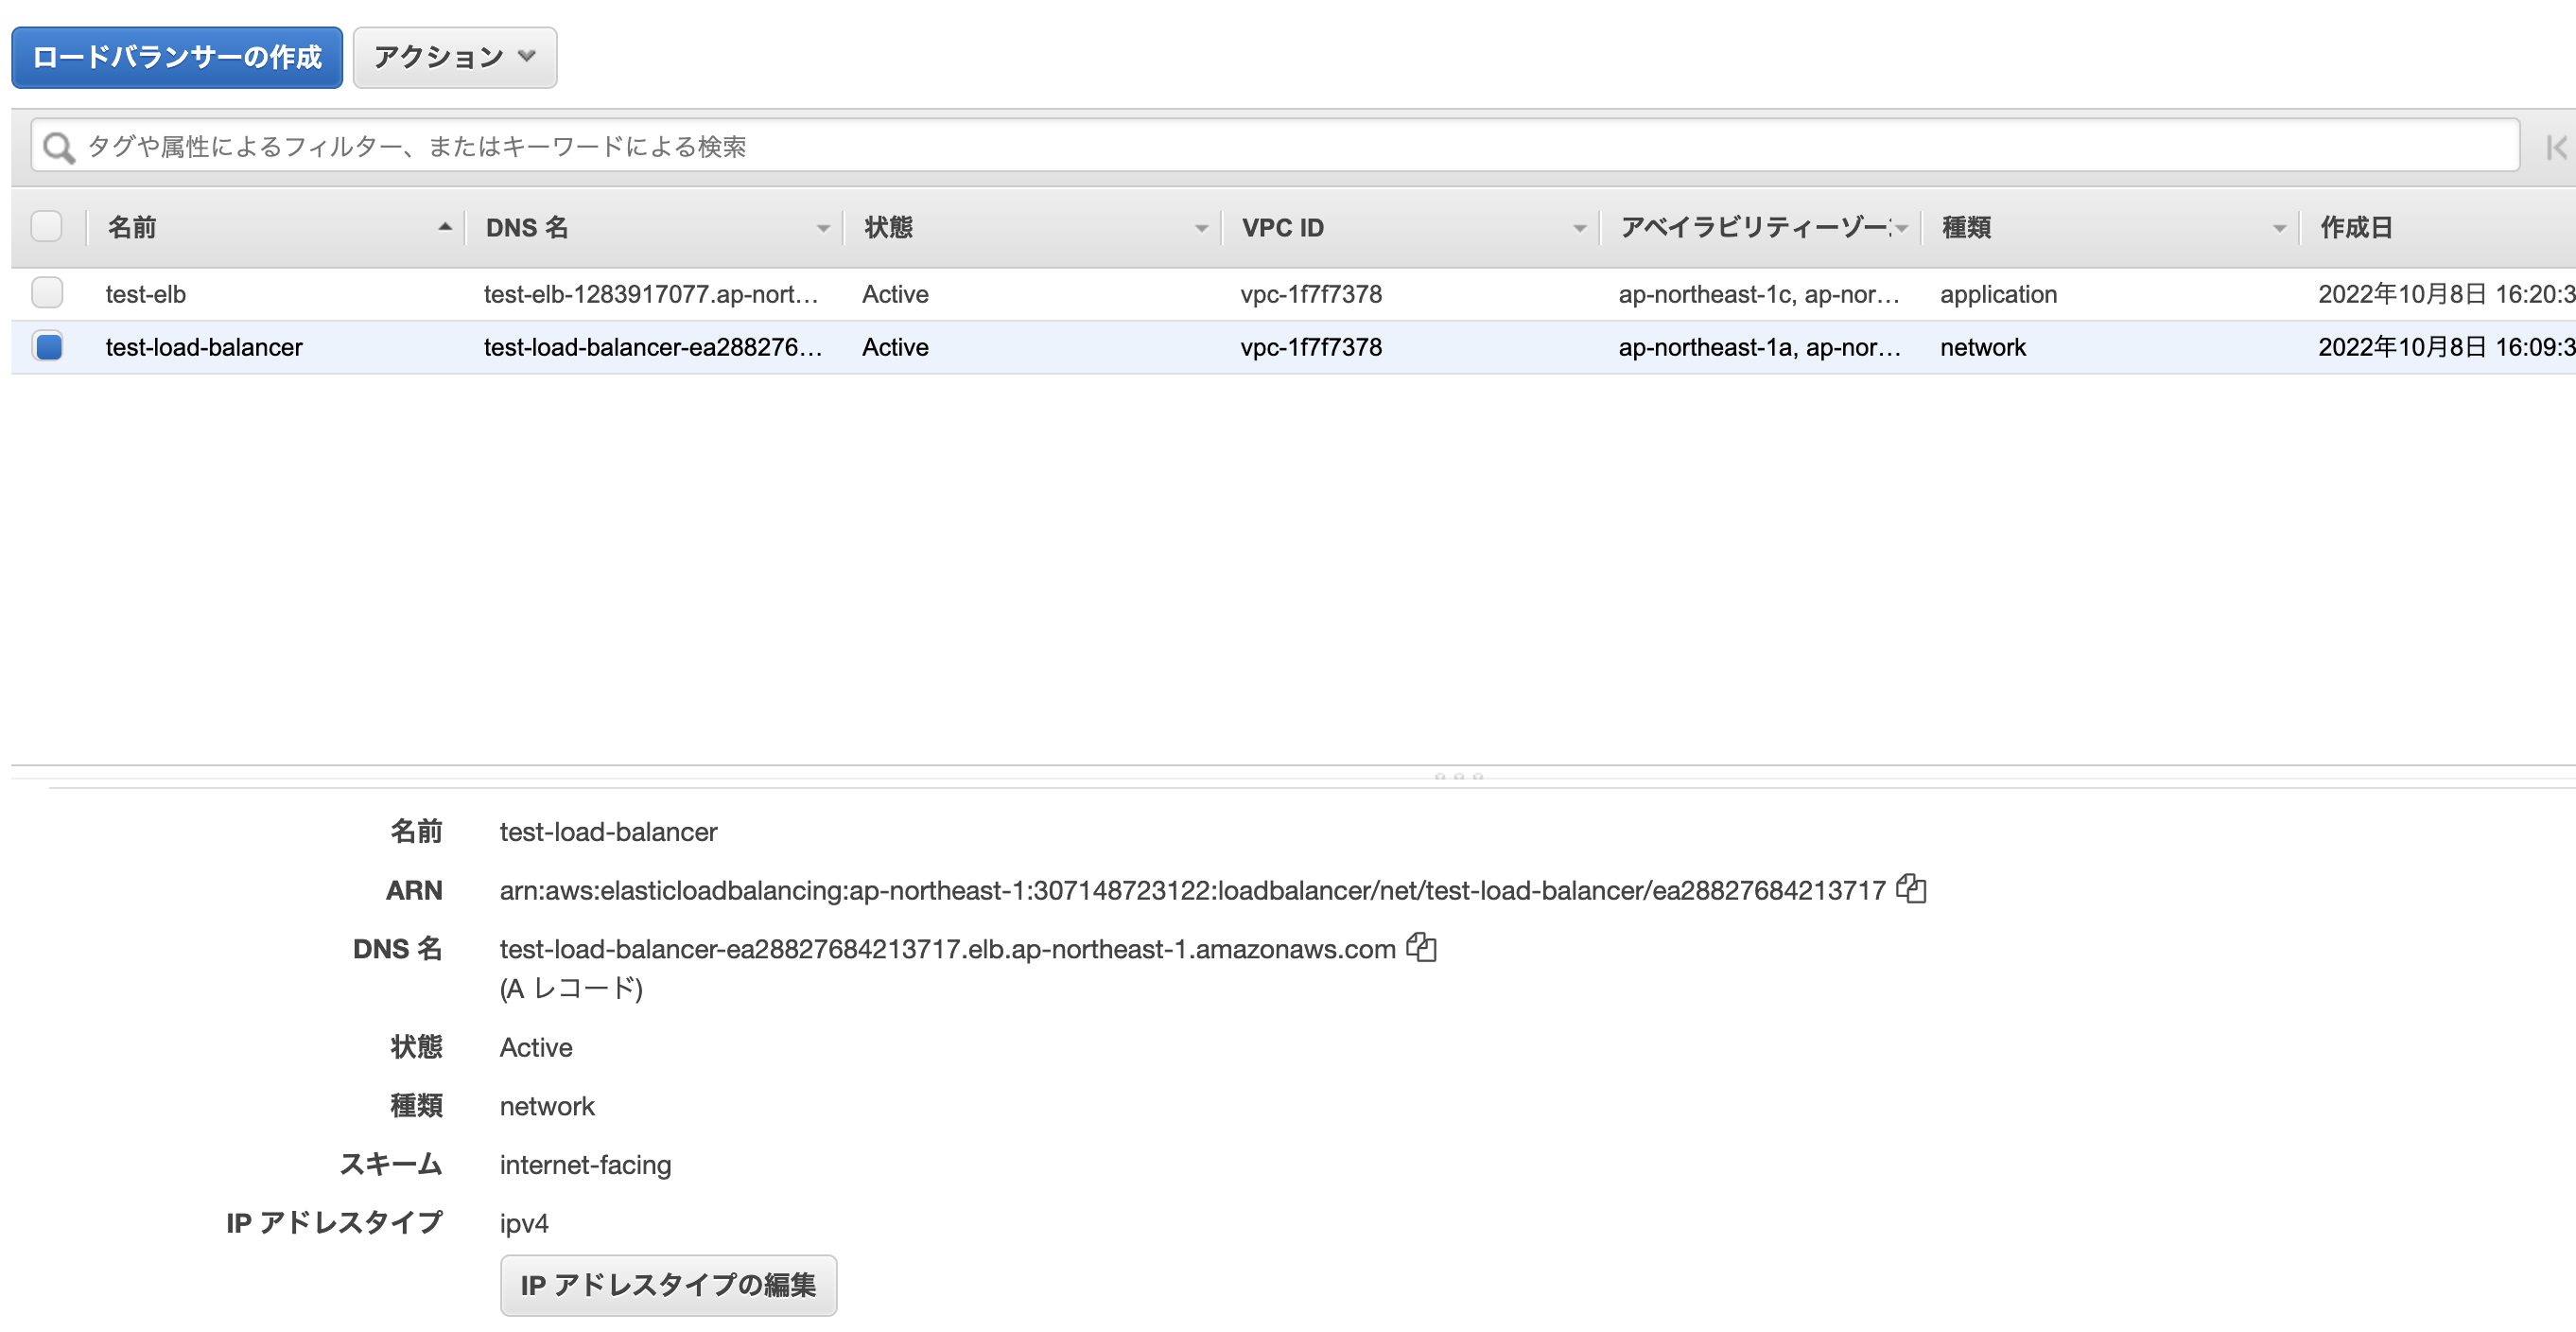 ロードバランサーの作成 アクション
タグや属性によるフィルター、またはキーワードによる検索
名前 DNS 名 状態 VPC ID アベイラビリティーゾー 種類 作成日
test-elb test-elb-1283917077.ap-nort... Active vpc-1f7f7378 ap-northeast-1c, ap-nor... application 2022年10月8日 16:20:3
test-load-balancer test-load-balancer-ea288276... Active vpc-1f7f7378 ap-northeast-1a, ap-nor... network 2022年10月8日 16:09:3
名前 test-load-balancer
ARN arn:aws:elasticloadbalancing:ap-northeast-1:307148723122:loadbalancer/net/test-load-balancer/ea28827684213717
DNS 名 test-load-balancer-ea28827684213717.elb.ap-northeast-1.amazonaws.com
(A レコード)
状態 Active
種類 network
スキーム internet-facing
IP アドレスタイプ ipv4
IP アドレスタイプの編集